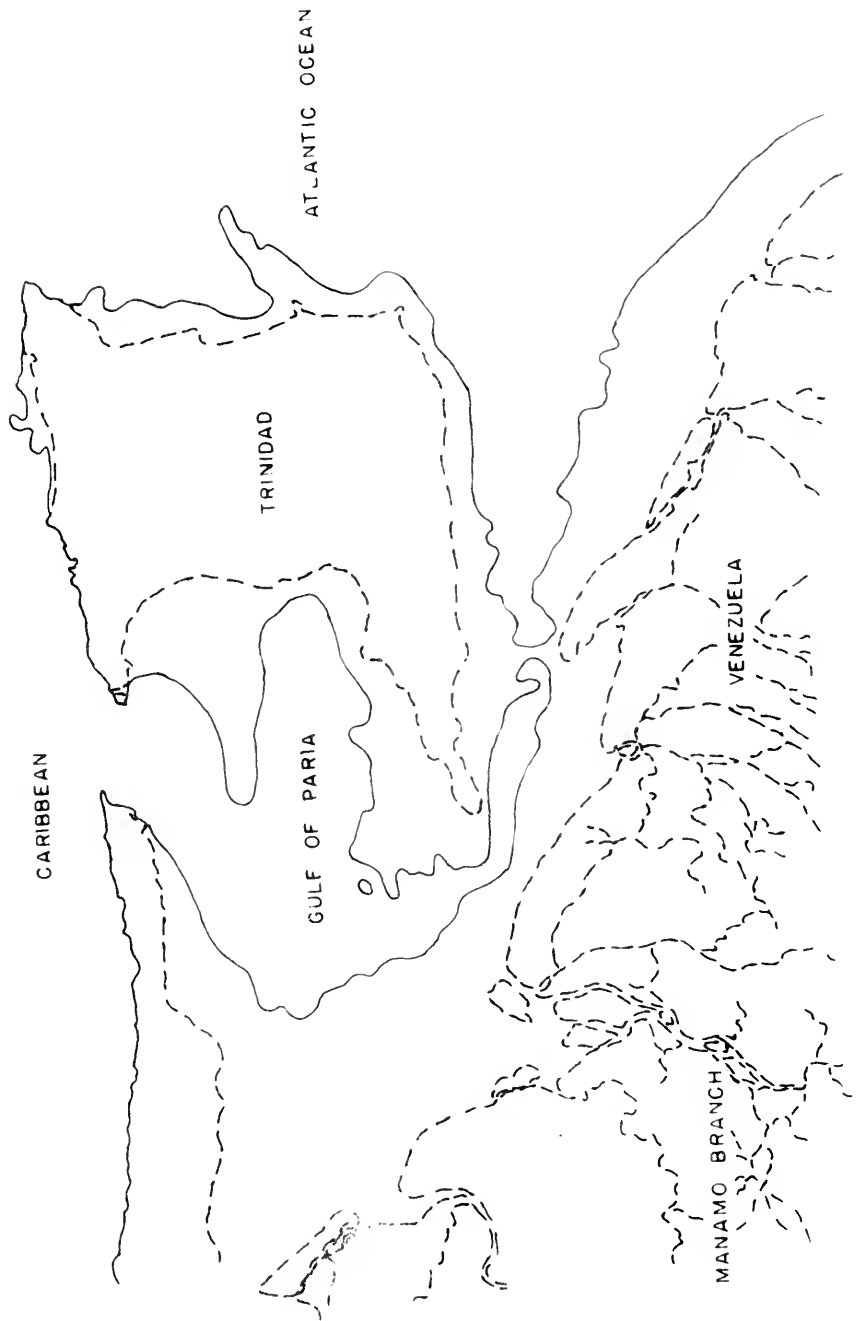 CARIBBEAN
ATLANTIC OCEAN
TRINIDAD
GULF OF PARIA
VENEZUELA
MANAMO BRANCH